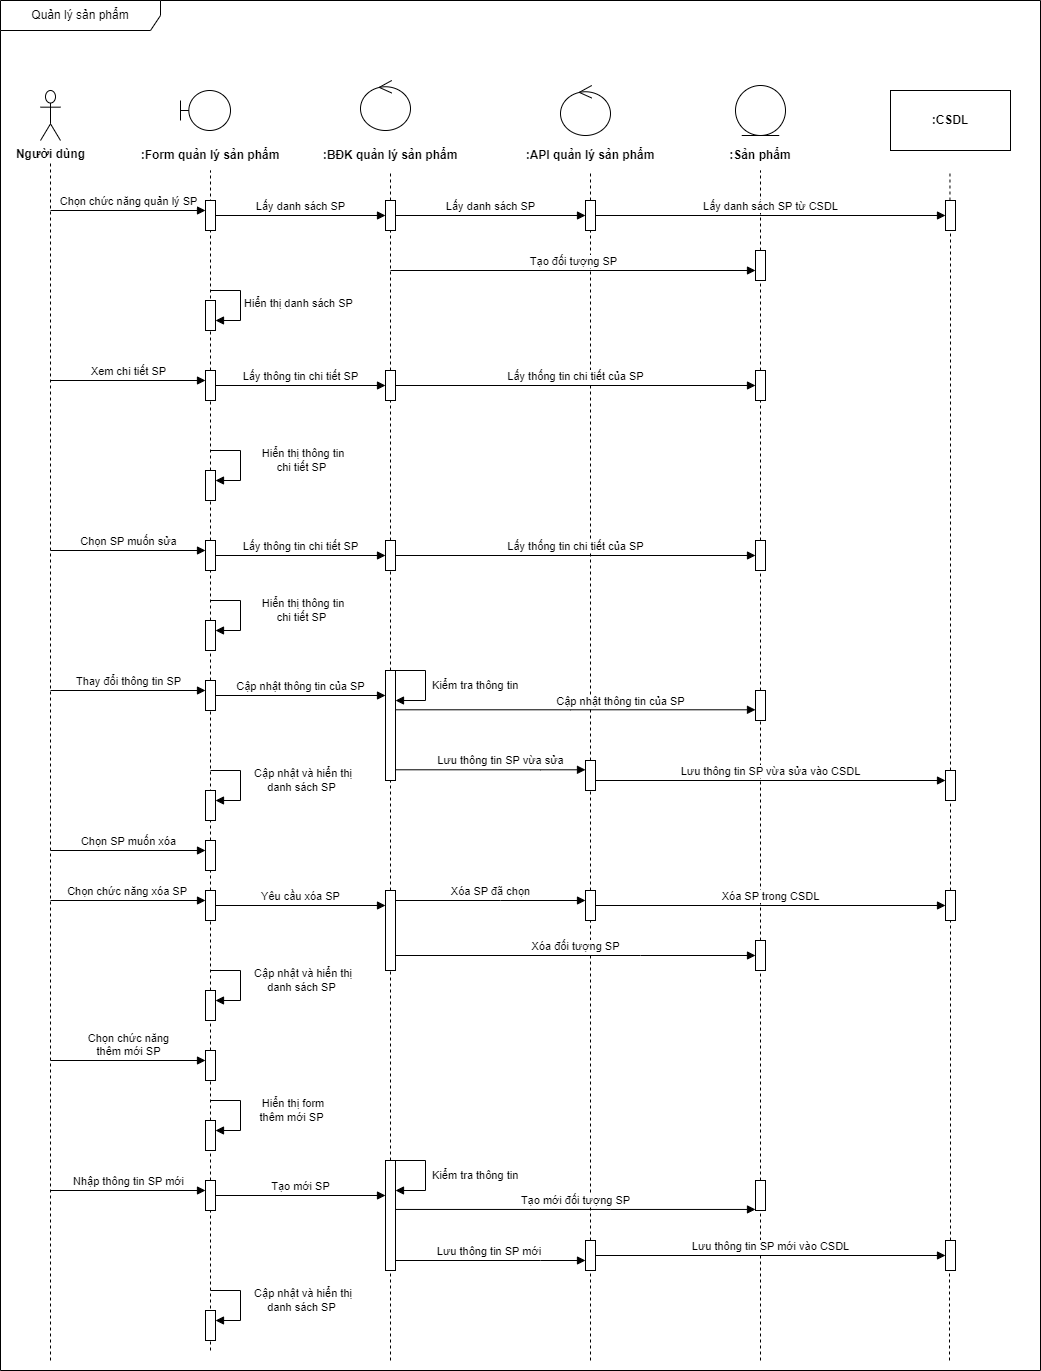 Quản lý sản phẩm
Người dùng
:Form quản lý sản phẩm
:BĐK quản lý sản phẩm
:API quản lý sản phẩm
:Sản phẩm
:CSDL
Chọn chức năng quản lý SP
Lấy danh sách SP
Lấy danh sách SP
Lấy danh sách SP từ CSDL
Tạo đối tượng SP
Hiển thị danh sách SP
Xem chi tiết SP
Lấy thông tin chi tiết SP
Lấy thống tin chi tiết của SP
Hiển thị thông tin
chi tiết SP
Chọn SP muốn sửa
Lấy thông tin chi tiết SP
Lấy thống tin chi tiết của SP
Hiển thị thông tin
chi tiết SP
Thay đổi thông tin SP
Cập nhật thông tin của SP
Kiểm tra thông tin
Cập nhật thông tin của SP
Lưu thông tin SP vừa sửa
Lưu thông tin SP vừa sửa vào CSDL
Cập nhật và hiển thị
danh sách SP
Chọn SP muốn xóa
Chọn chức năng xóa SP
Yêu cầu xóa SP
Xóa SP đã chọn
Xóa SP trong CSDL
Xóa đối tượng SP
Cập nhật và hiển thị
danh sách SP
Chọn chức năng
thêm mới SP
Hiển thị form
thêm mới SP
Nhập thông tin SP mới
Tạo mới SP
Kiểm tra thông tin
Tạo mới đối tượng SP
Lưu thông tin SP mới
Lưu thông tin SP mới vào CSDL
Cập nhật và hiển thị
danh sách SP